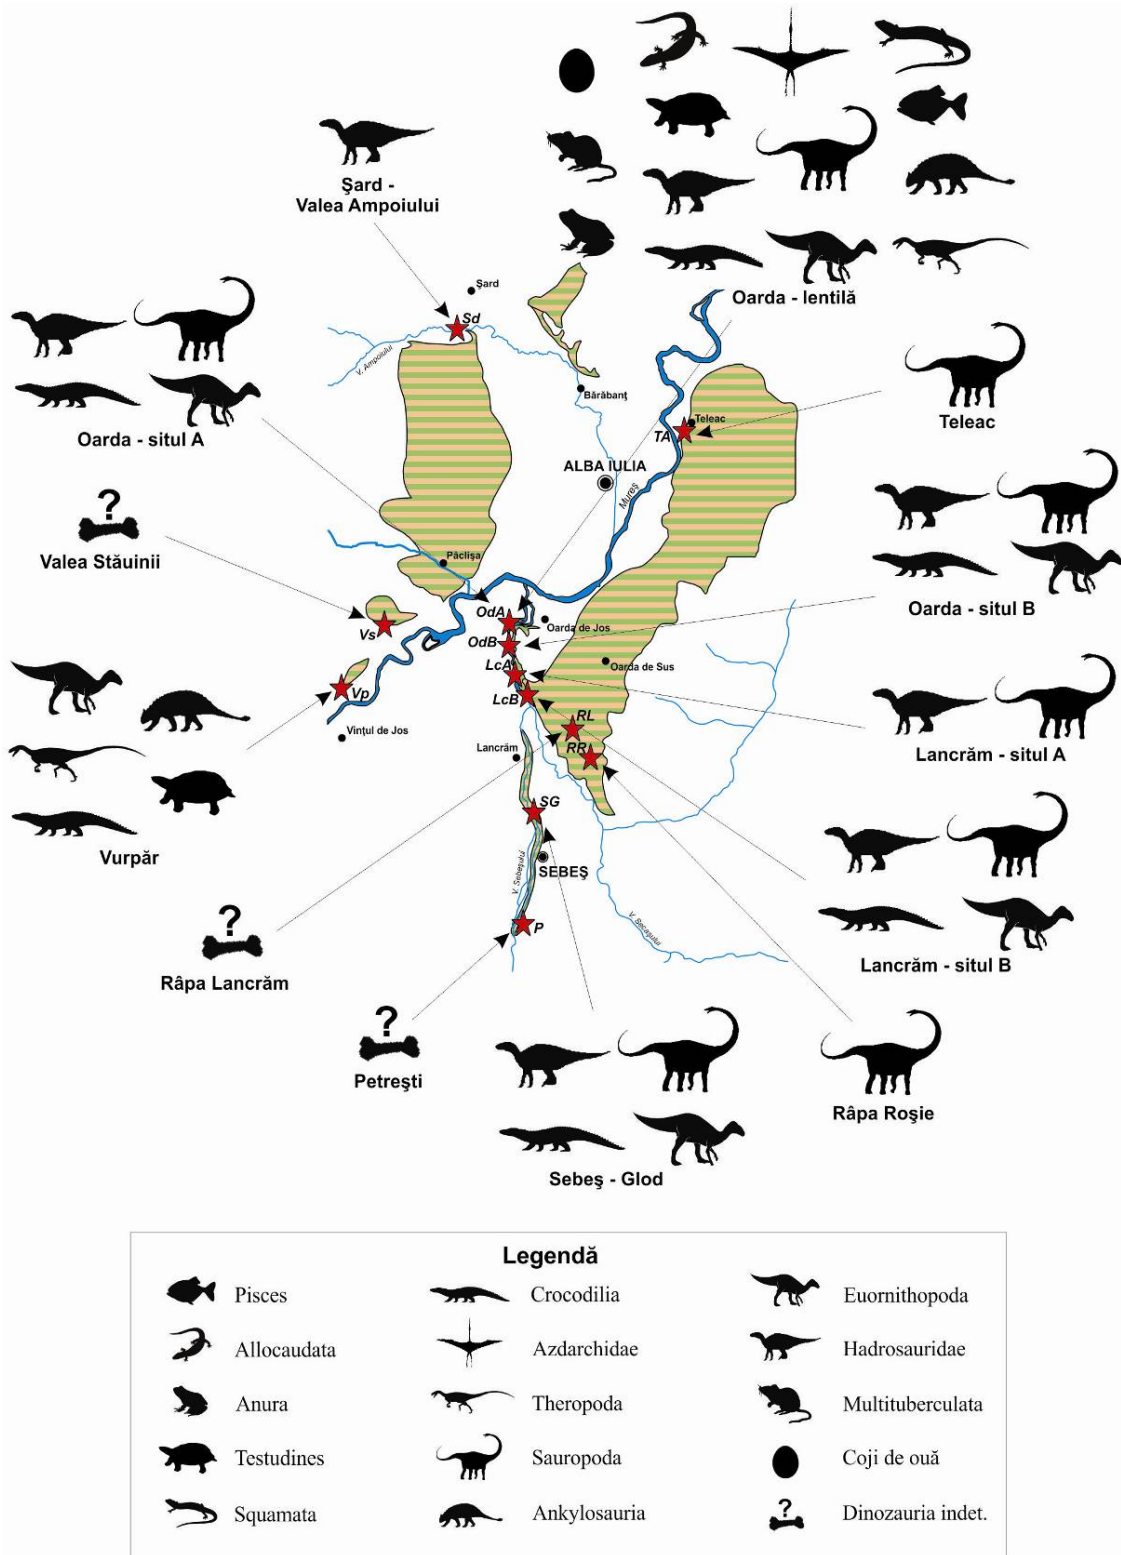 Şard -
Valea Ampoiului
Oarda - lentilă
Şard
Sd
V. Ampoiului
Bărăbanţ
Teleac
TA
Teleac
Oarda - situl A
ALBA IULIA
Mureş
?
Valea Stăuinii
Pâclişa
Oarda - situl B
OdA
Oarda de Jos
Vs
OdB
Oarda de Sus
LcA
Vp
LcB
Lancrăm - situl A
RL
Vinţul de Jos
Lancrăm
RR
SG
Vurpăr
SEBEŞ
V. Sebeşului
P
Lancrăm - situl B
?
Râpa Lancrăm
?
Petreşti
Râpa Roşie
Sebeş - Glod
Legendă
Pisces
Crocodilia
Euornithopoda
Allocaudata
Azdarchidae
Hadrosauridae
Anura
Theropoda
Multituberculata
Testudines
Sauropoda
Coji de ouă
Squamata
Ankylosauria
?
Dinozauria indet.